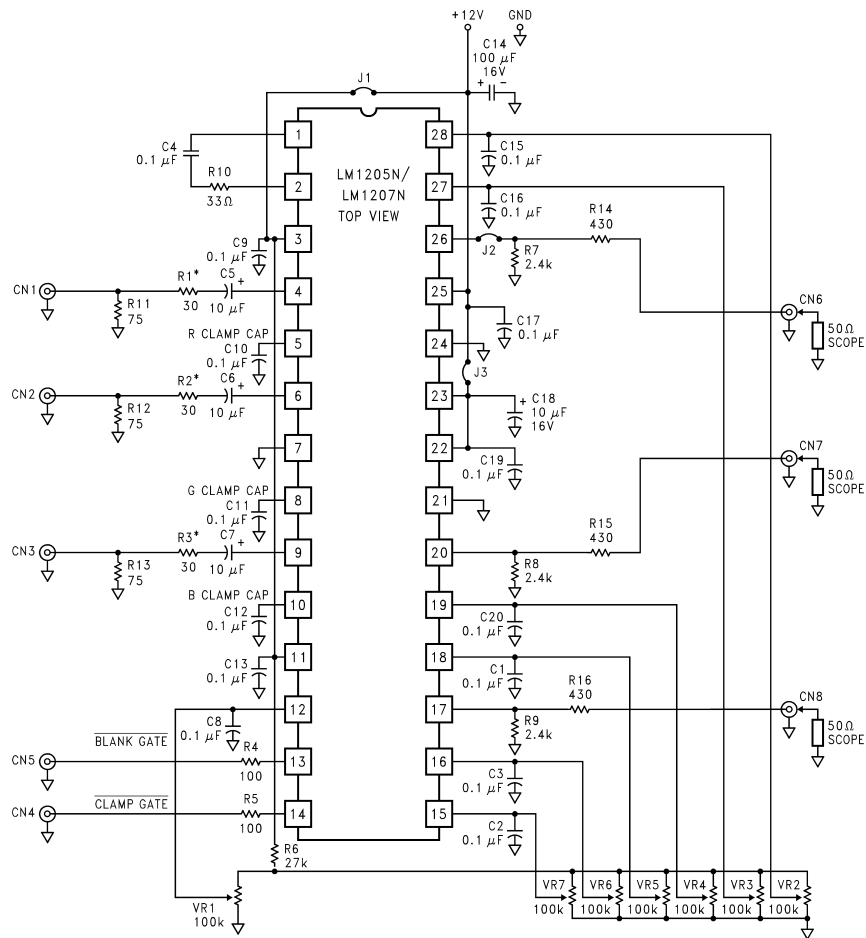 +12V
GND
C14
100 μF
16V
+
-
J1
C4
0.1 μF
R10
33Ω
1
2
3
4
5
6
7
8
9
10
11
12
13
14
LM1205N/
LM1207N
TOP VIEW
28
27
26
25
24
23
22
21
20
19
18
17
16
15
C15
0.1 μF
C16
0.1 μF
R14
430
J2
R7
2.4k
CN6
50Ω
SCOPE
C17
0.1 μF
J3
+
C18
10 μF
16V
C19
0.1 μF
CN7
50Ω
SCOPE
R15
430
R8
2.4k
C20
0.1 μF
C1
0.1 μF
R16
430
R9
2.4k
CN8
50Ω
SCOPE
C3
0.1 μF
C2
0.1 μF
C9
0.1 μF
CN1
R11
75
R1*
30
C5
+
10 μF
R CLAMP CAP
C10
0.1 μF
CN2
R12
75
R2*
30
C6
+
10 μF
G CLAMP CAP
C11
0.1 μF
CN3
R13
75
R3*
30
C7
+
10 μF
B CLAMP CAP
C12
0.1 μF
C13
0.1 μF
C8
0.1 μF
BLANK GATE
CN5
R4
100
CLAMP GATE
CN4
R5
100
R6
27k
VR1
100k
VR7
100k
VR6
100k
VR5
100k
VR4
100k
VR3
100k
VR2
100k